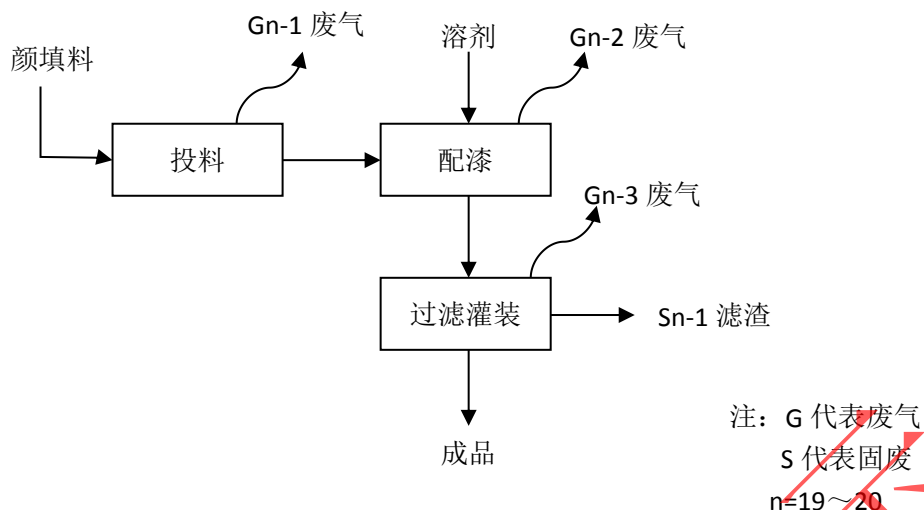 Gn-1 废气
溶剂
Gn-2 废气
颜填料
投料
配漆
Gn-3 废气
过滤灌装
Sn-1 滤渣
成品
注：G 代表废气
S 代表固废
n=19～20